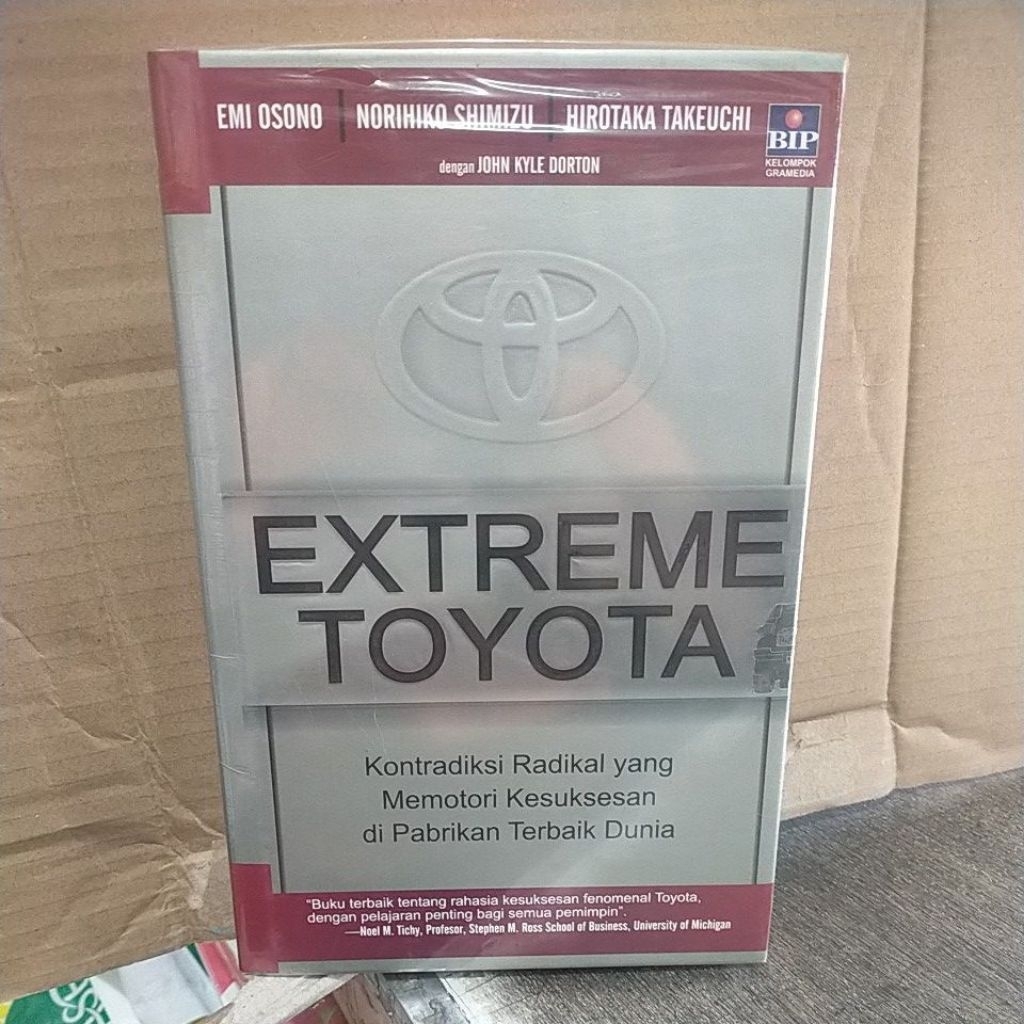 EMI OSONO | NORIHIKO SHIMIZU | HIROTAKA TAKEUCHI
dengan JOHN KYLE DORTON
BIP
KELOMPOK
GRAMEDIA
EXTREME
TOYOTA
Kontradiksi Radikal yang
Memotori Kesuksesan
di Pabrikan Terbaik Dunia
"Buku terbaik tentang rahasia kesuksesan fenomenal Toyota,
dengan pelajaran penting bagi semua pemimpin".
—Noel M. Tichy, Profesor, Stephen M. Ross School of Business, University of Michigan